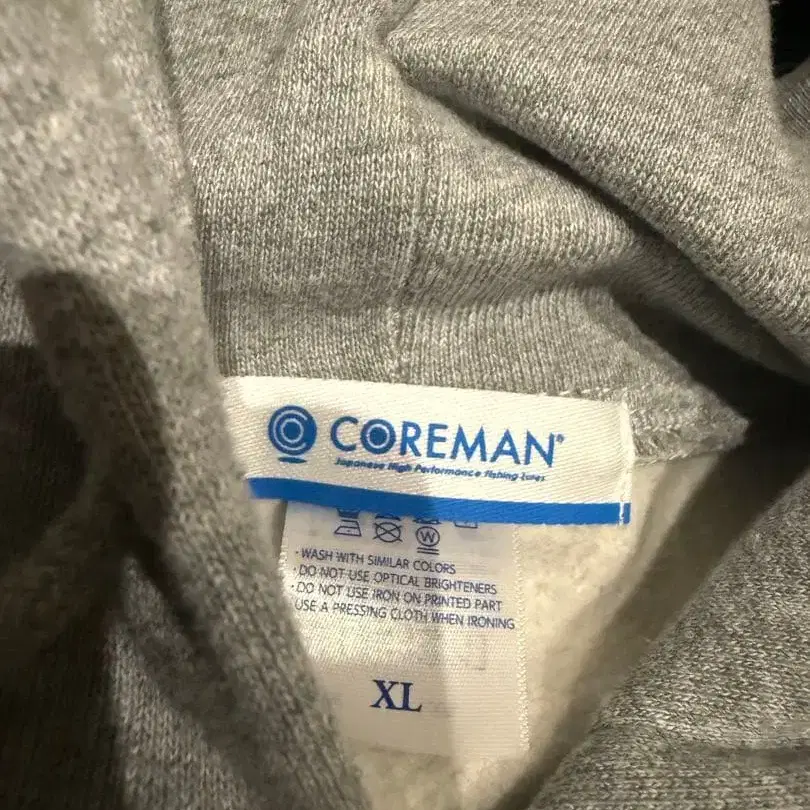 COREMAN®
Japanese High Performance Fishing Lures
W
· WASH WITH SIMILAR COLORS
· DO NOT USE OPTICAL BRIGHTENERS
· DO NOT USE IRON ON PRINTED PART
USE A PRESSING CLOTH WHEN IRONING
XL